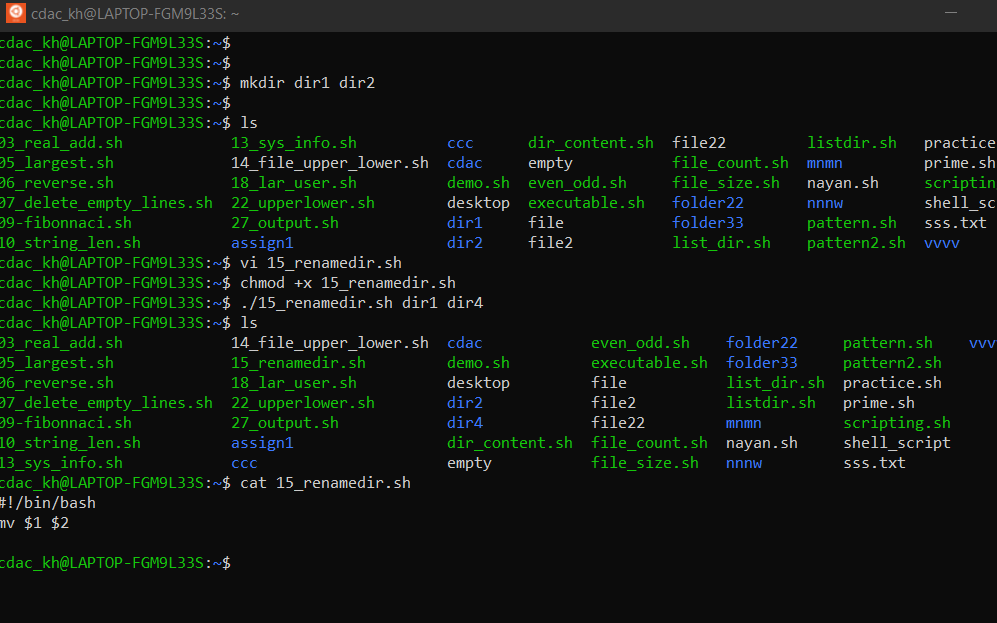 cdac_kh@LAPTOP-FGM9L33S: ~
cdac_kh@LAPTOP-FGM9L33S:~$
cdac_kh@LAPTOP-FGM9L33S:~$
cdac_kh@LAPTOP-FGM9L33S:~$ mkdir dir1 dir2
cdac_kh@LAPTOP-FGM9L33S:~$
cdac_kh@LAPTOP-FGM9L33S:~$ ls
03_real_add.sh 13_sys_info.sh ccc dir_content.sh file22 listdir.sh practice
05_largest.sh 14_file_upper_lower.sh cdac empty file_count.sh mnmn prime.sh
06_reverse.sh 18_lar_user.sh demo.sh even_odd.sh file_size.sh nayan.sh scriptin
07_delete_empty_lines.sh 22_upperlower.sh desktop executable.sh folder22 nnnw shell_sc
09-fibonnaci.sh 27_output.sh dir1 file folder33 pattern.sh sss.txt
10_string_len.sh assign1 dir2 file2 list_dir.sh pattern2.sh vvvv
cdac_kh@LAPTOP-FGM9L33S:~$ vi 15_renamedir.sh
cdac_kh@LAPTOP-FGM9L33S:~$ chmod +x 15_renamedir.sh
cdac_kh@LAPTOP-FGM9L33S:~$ ./15_renamedir.sh dir1 dir4
cdac_kh@LAPTOP-FGM9L33S:~$ ls
03_real_add.sh 14_file_upper_lower.sh cdac even_odd.sh folder22 pattern.sh vvv
05_largest.sh 15_renamedir.sh demo.sh executable.sh folder33 pattern2.sh
06_reverse.sh 18_lar_user.sh desktop file list_dir.sh practice.sh
07_delete_empty_lines.sh 22_upperlower.sh dir2 file2 listdir.sh prime.sh
09-fibonnaci.sh 27_output.sh dir4 file22 mnmn scripting.sh
10_string_len.sh assign1 dir_content.sh file_count.sh nayan.sh shell_script
13_sys_info.sh ccc empty file_size.sh nnnw sss.txt
cdac_kh@LAPTOP-FGM9L33S:~$ cat 15_renamedir.sh
#!/bin/bash
mv $1 $2
cdac_kh@LAPTOP-FGM9L33S:~$